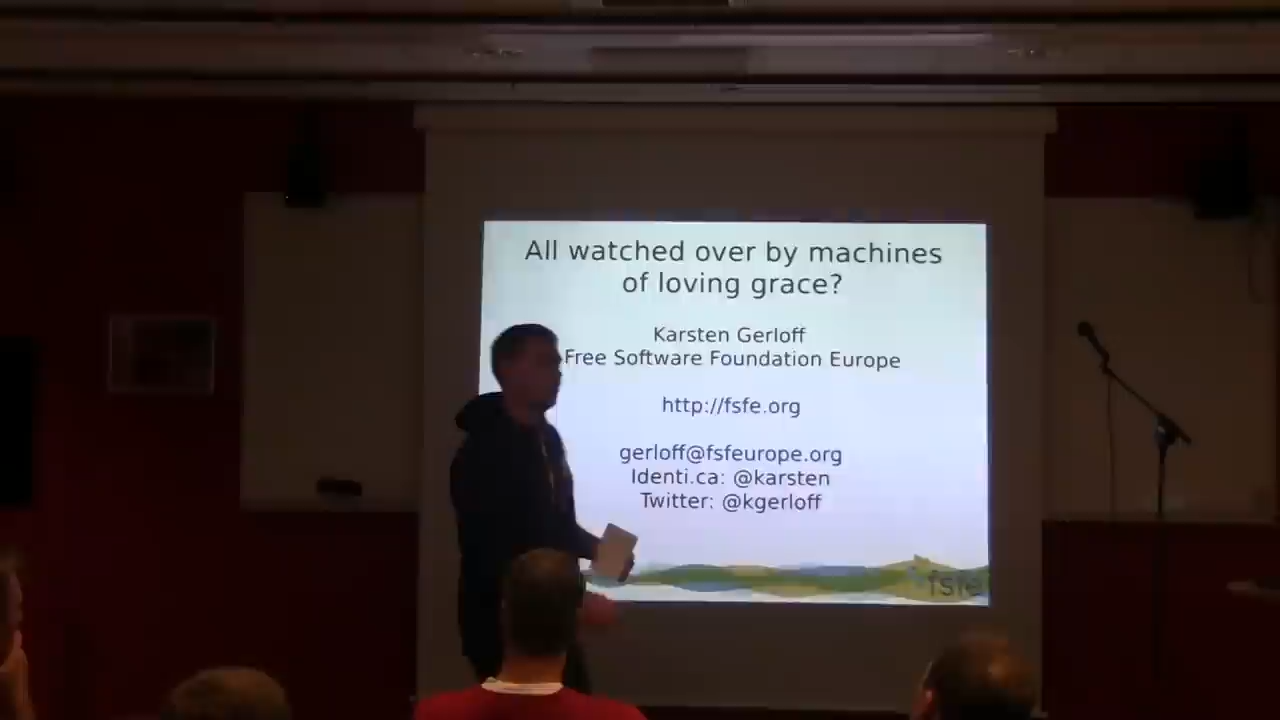 All watched over by machines
of loving grace?
Karsten Gerloff
Free Software Foundation Europe
http://fsfe.org
gerloff@fsfeurope.org
Identi.ca: @karsten
Twitter: @kgerloff
fsfe